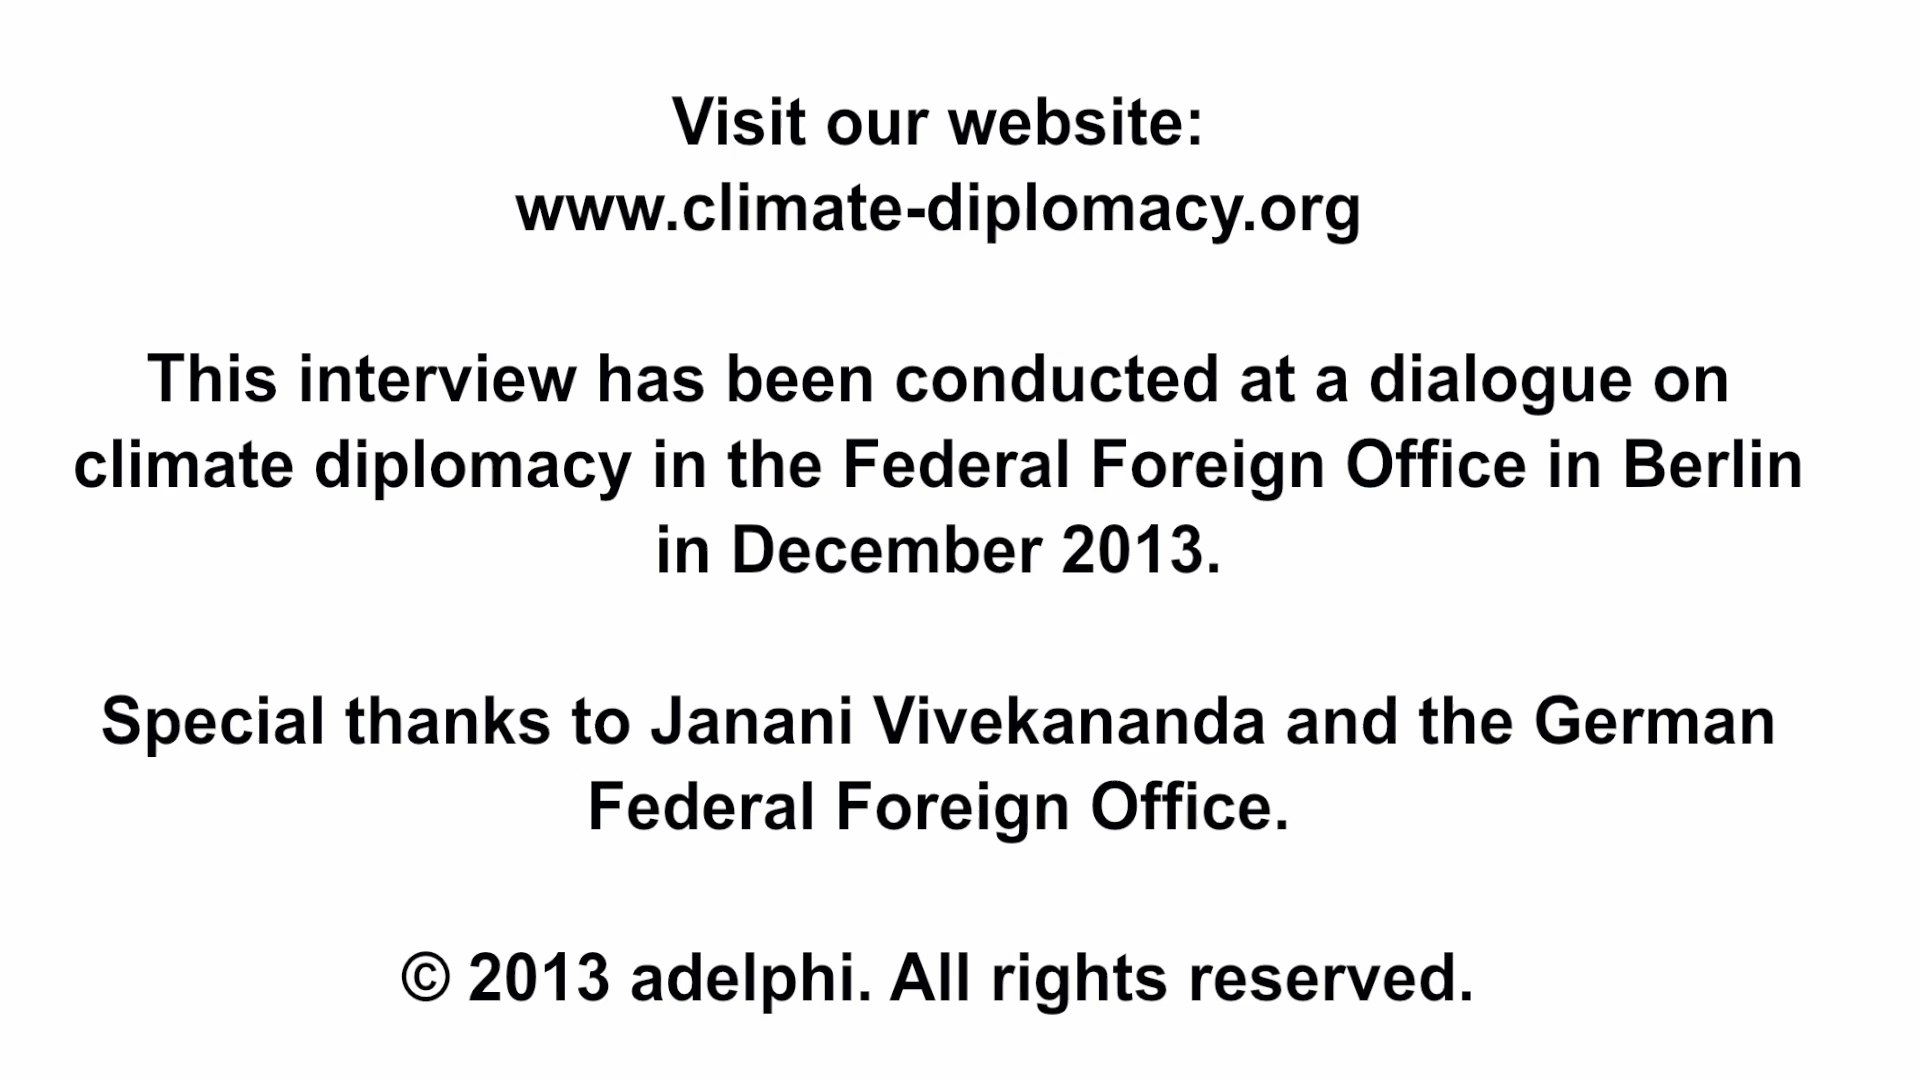 Visit our website:
www.climate-diplomacy.org
This interview has been conducted at a dialogue on
climate diplomacy in the Federal Foreign Office in Berlin
in December 2013.
Special thanks to Janani Vivekananda and the German
Federal Foreign Office.
© 2013 adelphi. All rights reserved.